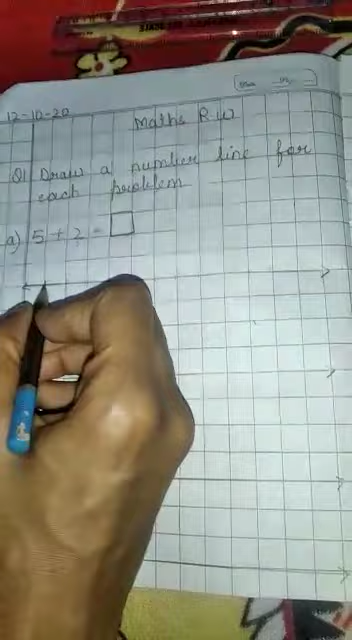 12-10-20
Maths R.W
Q1 Draw a number line for
each problem
a) 5 + 2 =